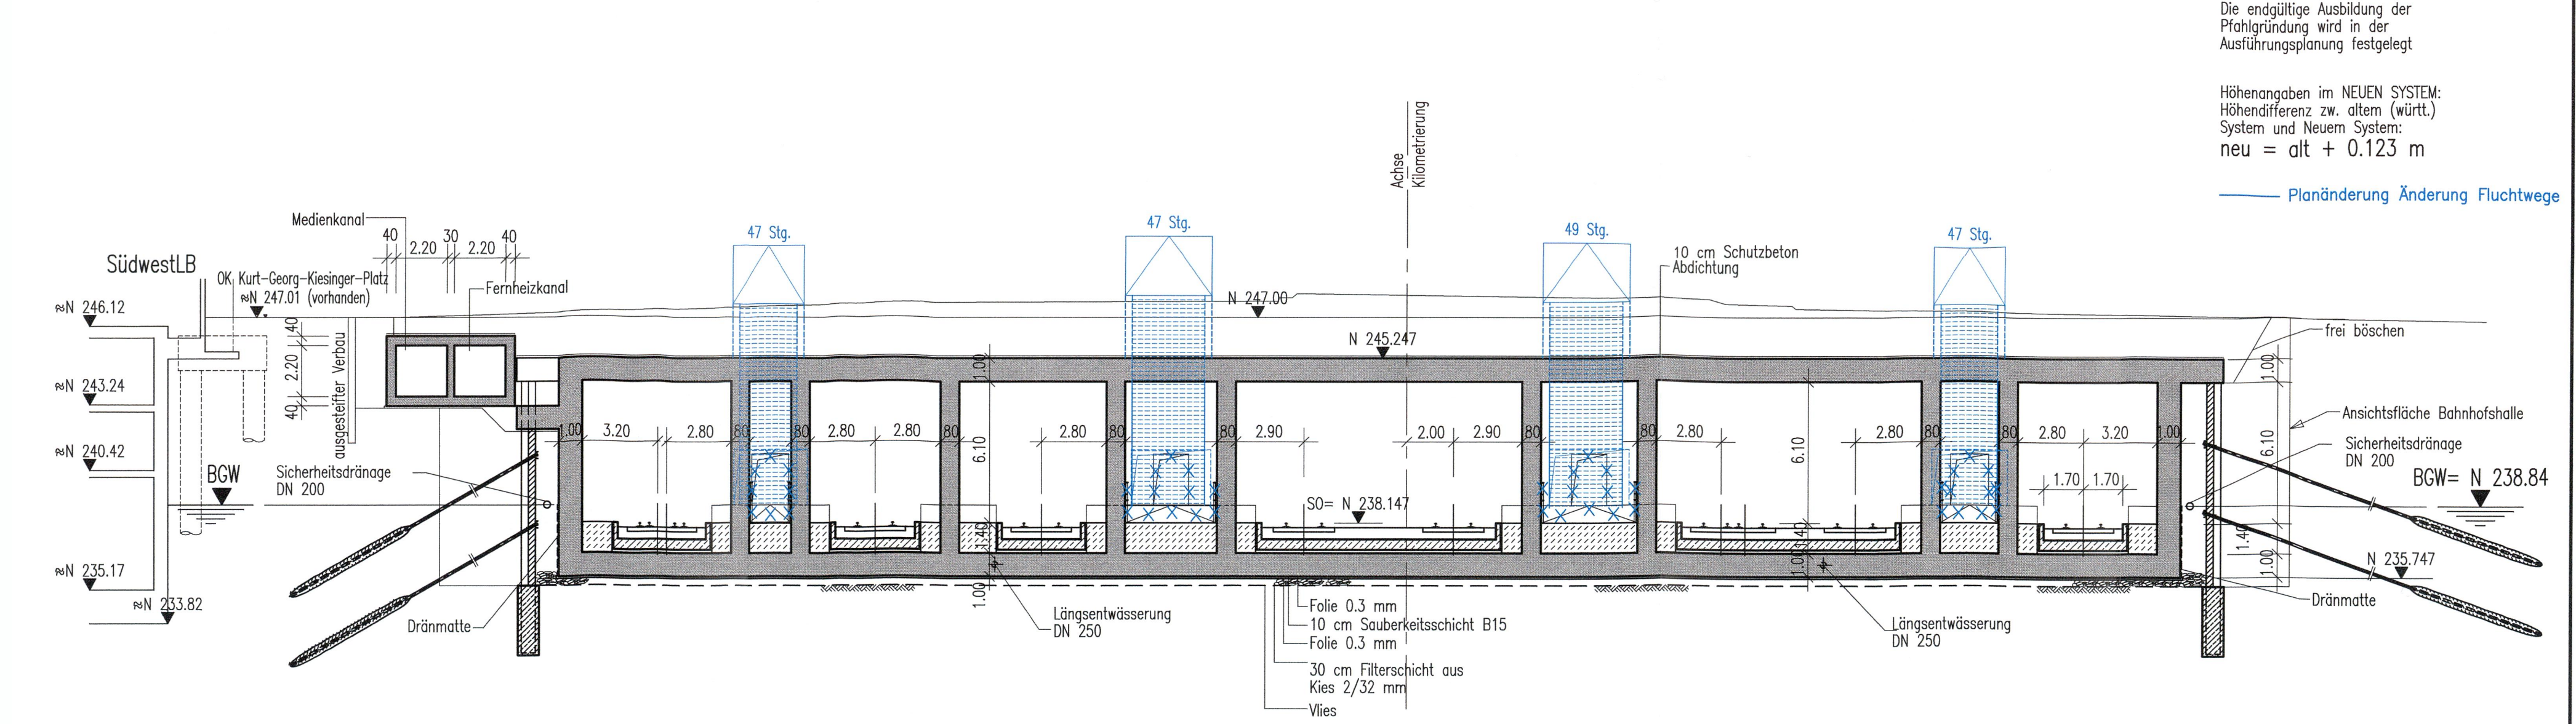 Die endgültige Ausbildung der
Pfahlgründung wird in der
Ausführungsplanung festgelegt
Höhenangaben im NEUEN SYSTEM:
Höhendifferenz zw. altem (württ.)
System und Neuem System:
neu = alt + 0.123 m
Planänderung Änderung Fluchtwege
Achse
Kilometrierung
Medienkanal
40
2.20
30
2.20
40
47 Stg.
47 Stg.
49 Stg.
47 Stg.
SüdwestLB
OK Kurt-Georg-Kiesinger-Platz
≈N 247.01 (vorhanden)
Fernheizkanal
10 cm Schutzbeton
Abdichtung
≈N 246.12
N 247.00
N 245.247
frei böschen
40
2.20
40
ausgesteifter Verbau
1.00
1.00
≈N 243.24
Ansichtsfläche Bahnhofshalle
1.00
3.20
2.80
80
80
2.80
2.80
80
2.80
80
80
2.90
2.00
2.90
80
80
2.80
2.80
80
80
2.80
3.20
1.00
6.10
6.10
6.10
≈N 240.42
BGW
Sicherheitsdränage
DN 200
Sicherheitsdränage
DN 200
1.70
1.70
BGW= N 238.84
SO= N 238.147
1.40
1.40
1.40
≈N 235.17
N 235.747
1.00
1.00
1.00
≈N 233.82
Dränmatte
Längsentwässerung
DN 250
Folie 0.3 mm
10 cm Sauberkeitsschicht B15
Folie 0.3 mm
30 cm Filterschicht aus
Kies 2/32 mm
Vlies
Längsentwässerung
DN 250
Dränmatte